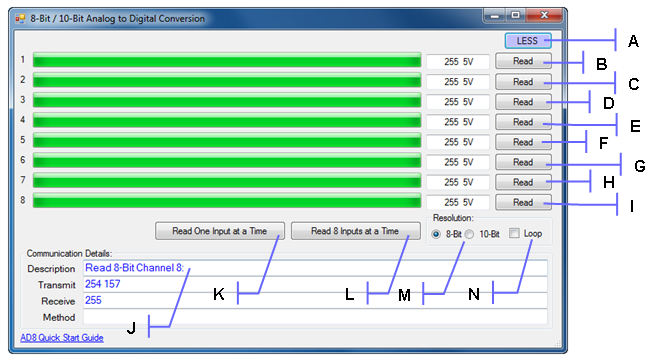 8-Bit / 10-Bit Analog to Digital Conversion
LESS
A
1
255 5V
Read
B
2
255 5V
Read
C
3
255 5V
Read
D
4
255 5V
Read
E
5
255 5V
Read
F
6
255 5V
Read
G
7
255 5V
Read
H
8
255 5V
Read
I
Read One Input at a Time
Read 8 Inputs at a Time
Resolution:
8-Bit
10-Bit
Loop
Communication Details:
Description
Read 8-Bit Channel 8:
Transmit
254 157
Receive
255
Method
J
K
L
M
N
AD8 Quick Start Guide